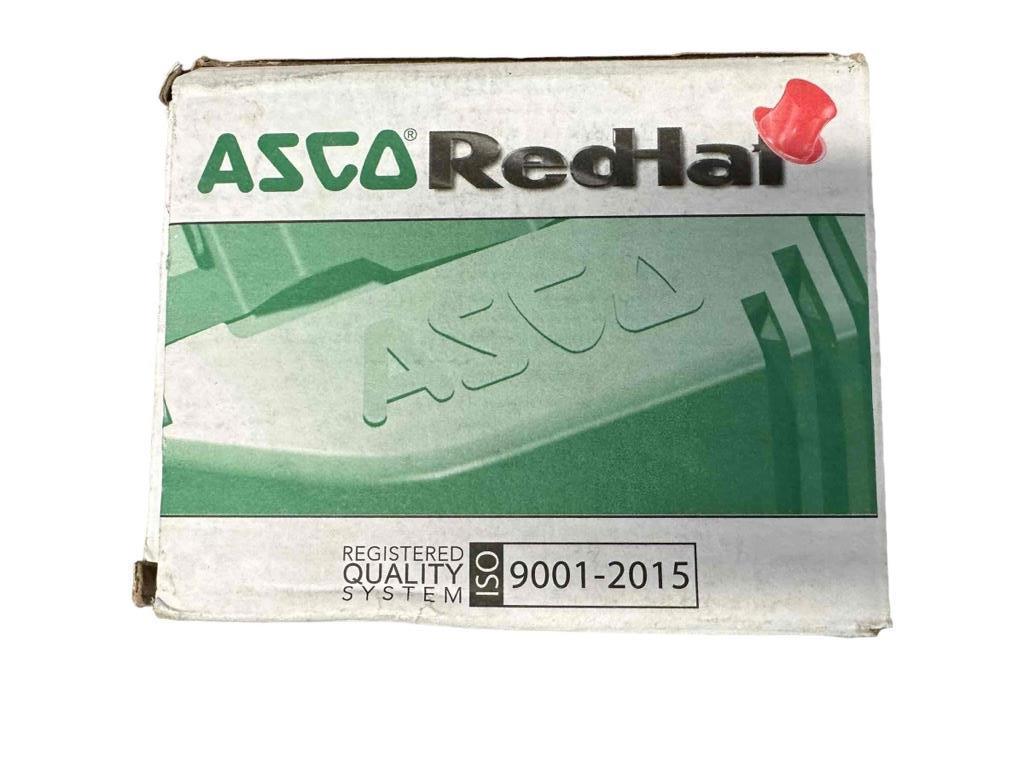 ASCO® RedHat
ASCO
REGISTERED
QUALITY
SYSTEM
ISO
9001-2015